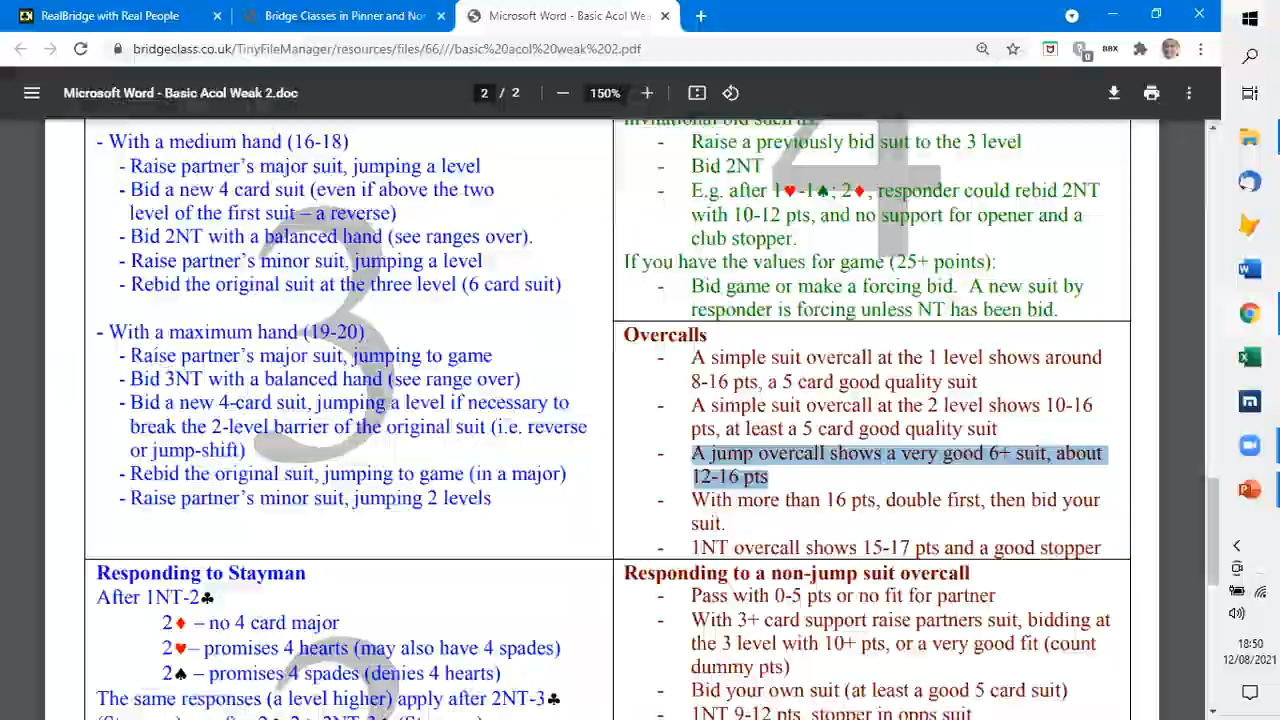 RealBridge with Real People
Bridge Classes in Pinner and Nor
Microsoft Word - Basic Acol Wea
bridgeclass.co.uk/TinyFileManager/resources/files/66///basic%20acol%20weak%202.pdf
BBX
0
Microsoft Word - Basic Acol Weak 2.doc
2 / 2
150%
- With a medium hand (16-18)
- Raise partner's major suit, jumping a level
- Bid a new 4 card suit (even if above the two
level of the first suit – a reverse)
- Bid 2NT with a balanced hand (see ranges over).
- Raise partner's minor suit, jumping a level
- Rebid the original suit at the three level (6 card suit)
- With a maximum hand (19-20)
- Raise partner's major suit, jumping to game
- Bid 3NT with a balanced hand (see range over)
- Bid a new 4-card suit, jumping a level if necessary to
break the 2-level barrier of the original suit (i.e. reverse
or jump-shift)
- Rebid the original suit, jumping to game (in a major)
- Raise partner's minor suit, jumping 2 levels
3
Responding to Stayman
After 1NT-2♣
2♦ – no 4 card major
2♥– promises 4 hearts (may also have 4 spades)
2♠ – promises 4 spades (denies 4 hearts)
The same responses (a level higher) apply after 2NT-3♣
invitational bid such
- Raise a previously bid suit to the 3 level
- Bid 2NT
- E.g. after 1♥-1♠; 2♦, responder could rebid 2NT
with 10-12 pts, and no support for opener and a
club stopper.
If you have the values for game (25+ points):
- Bid game or make a forcing bid. A new suit by
responder is forcing unless NT has been bid.
4
Overcalls
- A simple suit overcall at the 1 level shows around
8-16 pts, a 5 card good quality suit
- A simple suit overcall at the 2 level shows 10-16
pts, at least a 5 card good quality suit
- A jump overcall shows a very good 6+ suit, about
12-16 pts
- With more than 16 pts, double first, then bid your
suit.
- 1NT overcall shows 15-17 pts and a good stopper
Responding to a non-jump suit overcall
- Pass with 0-5 pts or no fit for partner
- With 3+ card support raise partners suit, bidding at
the 3 level with 10+ pts, or a very good fit (count
dummy pts)
- Bid your own suit (at least a good 5 card suit)
- 1NT 9-12 pts, stopper in opps suit
18:50
12/08/2021